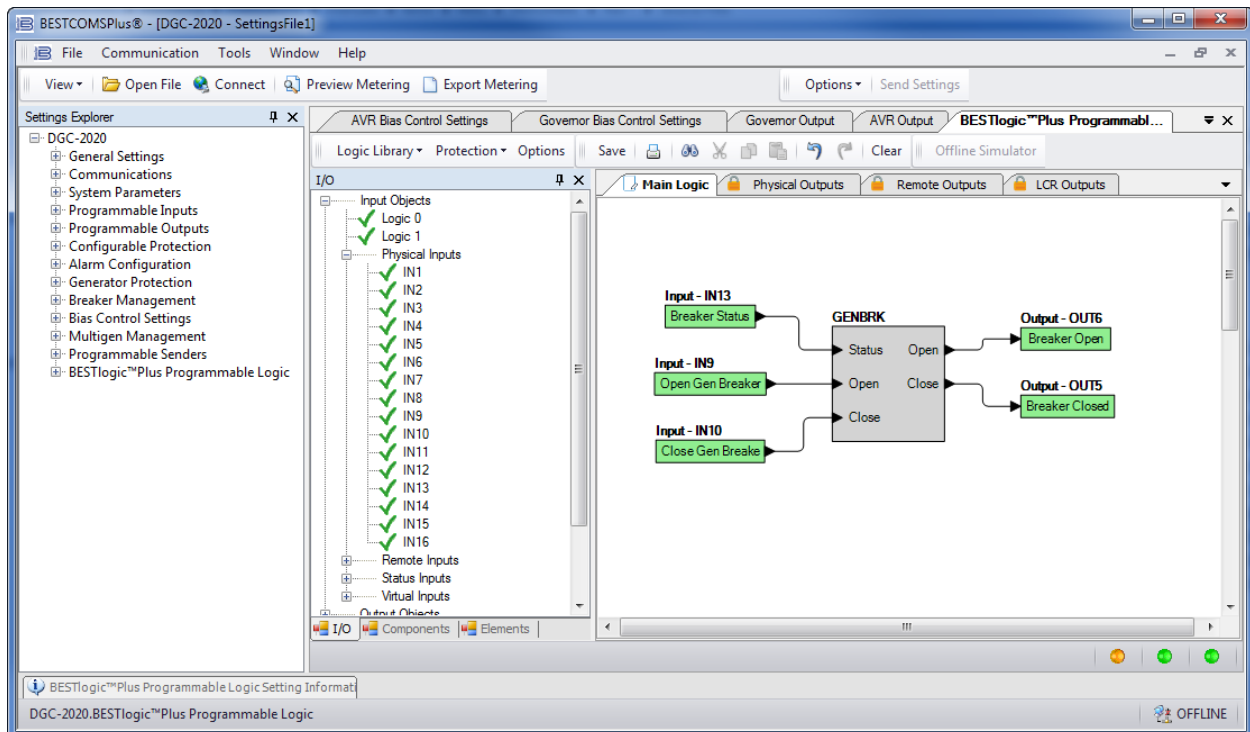 BESTCOMSPlus® - [DGC-2020 - SettingsFile1]
File Communication Tools Window Help
View Open File Connect Preview Metering Export Metering Options Send Settings
Settings Explorer
DGC-2020
General Settings
Communications
System Parameters
Programmable Inputs
Programmable Outputs
Configurable Protection
Alarm Configuration
Generator Protection
Breaker Management
Bias Control Settings
Multigen Management
Programmable Senders
BESTlogic™Plus Programmable Logic
AVR Bias Control Settings Governor Bias Control Settings Governor Output AVR Output BESTlogic™Plus Programmabl...
Logic Library Protection Options Save Clear Offline Simulator
I/O
Input Objects
Logic 0
Logic 1
Physical Inputs
IN1
IN2
IN3
IN4
IN5
IN6
IN7
IN8
IN9
IN10
IN11
IN12
IN13
IN14
IN15
IN16
Remote Inputs
Status Inputs
Virtual Inputs
Output Objects
I/O Components Elements
Main Logic Physical Outputs Remote Outputs LCR Outputs
Input - IN13
Breaker Status
Input - IN9
Open Gen Breaker
Input - IN10
Close Gen Breake
GENBRK
Status Open
Open Close
Close
Output - OUT6
Breaker Open
Output - OUT5
Breaker Closed
BESTlogic™Plus Programmable Logic Setting Informati
DGC-2020.BESTlogic™Plus Programmable Logic OFFLINE